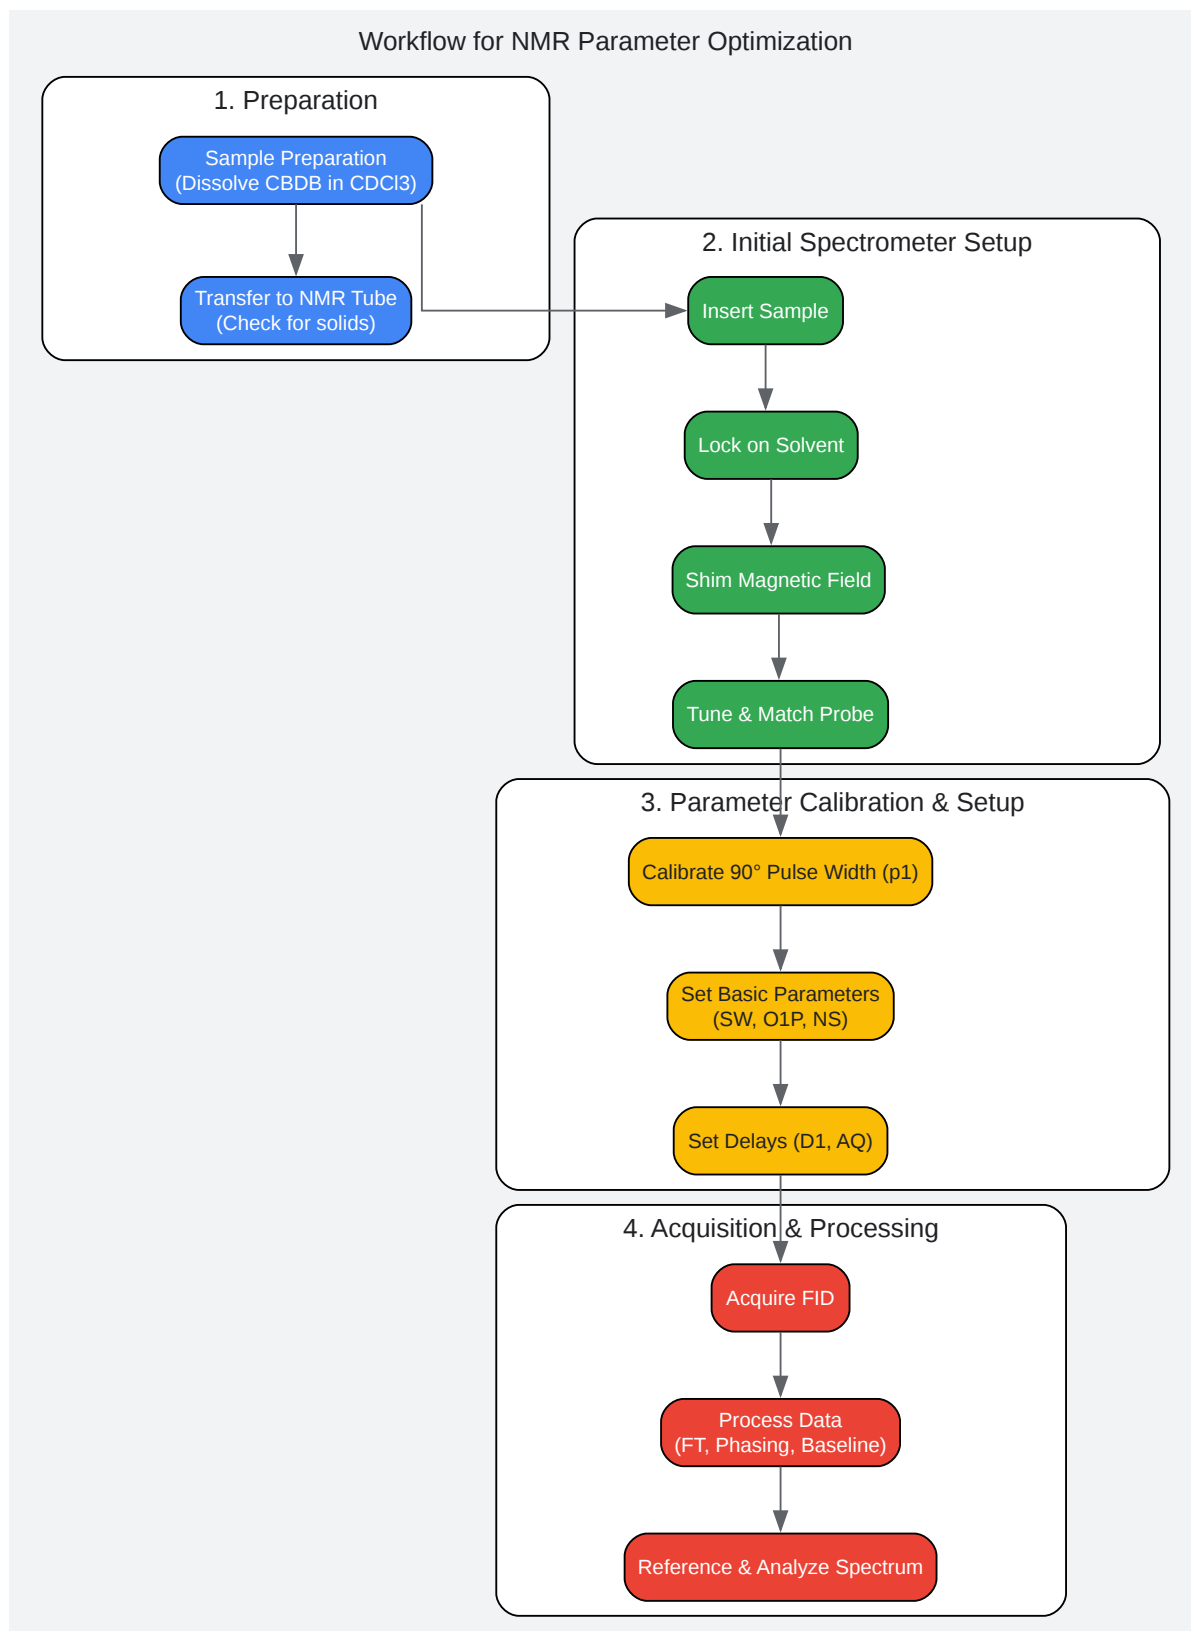 Workflow for NMR Parameter Optimization
1. Preparation
Sample Preparation
(Dissolve CBDB in CDCl3)
Transfer to NMR Tube
(Check for solids)
2. Initial Spectrometer Setup
Insert Sample
Lock on Solvent
Shim Magnetic Field
Tune & Match Probe
3. Parameter Calibration & Setup
Calibrate 90° Pulse Width (p1)
Set Basic Parameters
(SW, O1P, NS)
Set Delays (D1, AQ)
4. Acquisition & Processing
Acquire FID
Process Data
(FT, Phasing, Baseline)
Reference & Analyze Spectrum